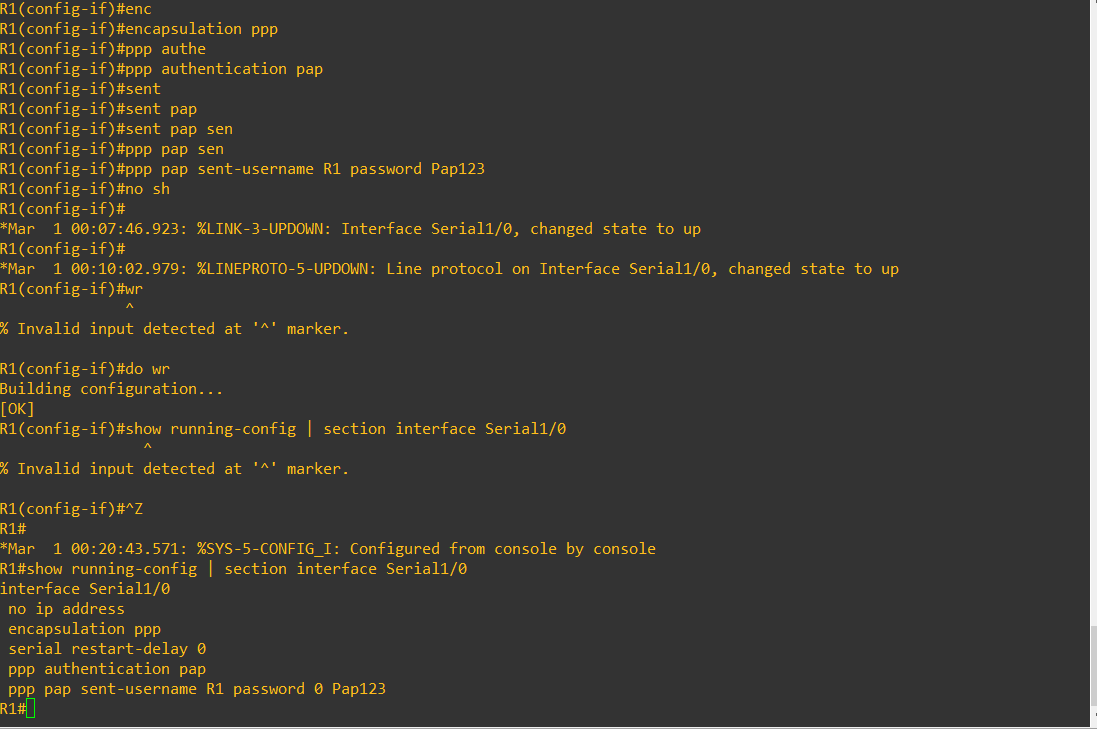 R1(config-if)#enc
R1(config-if)#encapsulation ppp
R1(config-if)#ppp authe
R1(config-if)#ppp authentication pap
R1(config-if)#sent
R1(config-if)#sent pap
R1(config-if)#sent pap sen
R1(config-if)#ppp pap sen
R1(config-if)#ppp pap sent-username R1 password Pap123
R1(config-if)#no sh
R1(config-if)#
*Mar  1 00:07:46.923: %LINK-3-UPDOWN: Interface Serial1/0, changed state to up
R1(config-if)#
*Mar  1 00:10:02.979: %LINEPROTO-5-UPDOWN: Line protocol on Interface Serial1/0, changed state to up
R1(config-if)#wr
              ^
% Invalid input detected at '^' marker.

R1(config-if)#do wr
Building configuration...
[OK]
R1(config-if)#show running-config | section interface Serial1/0
                ^
% Invalid input detected at '^' marker.

R1(config-if)#^Z
R1#
*Mar  1 00:20:43.571: %SYS-5-CONFIG_I: Configured from console by console
R1#show running-config | section interface Serial1/0
interface Serial1/0
 no ip address
 encapsulation ppp
 serial restart-delay 0
 ppp authentication pap
 ppp pap sent-username R1 password 0 Pap123
R1#